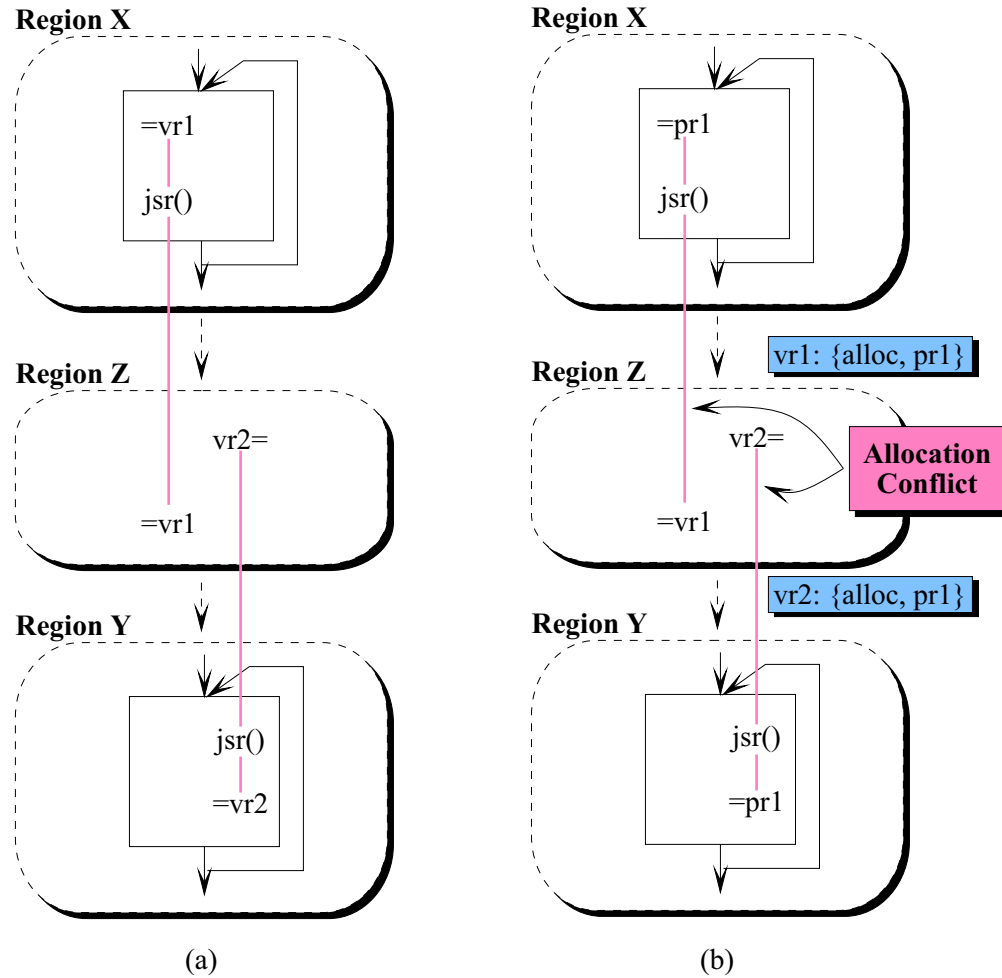 Region X
=vr1
jsr()
Region Z
vr2=
=vr1
Region Y
jsr()
=vr2
(a)
Region X
=pr1
jsr()
vr1: {alloc, pr1}
Region Z
vr2=
Allocation
Conflict
=vr1
vr2: {alloc, pr1}
Region Y
jsr()
=pr1
(b)